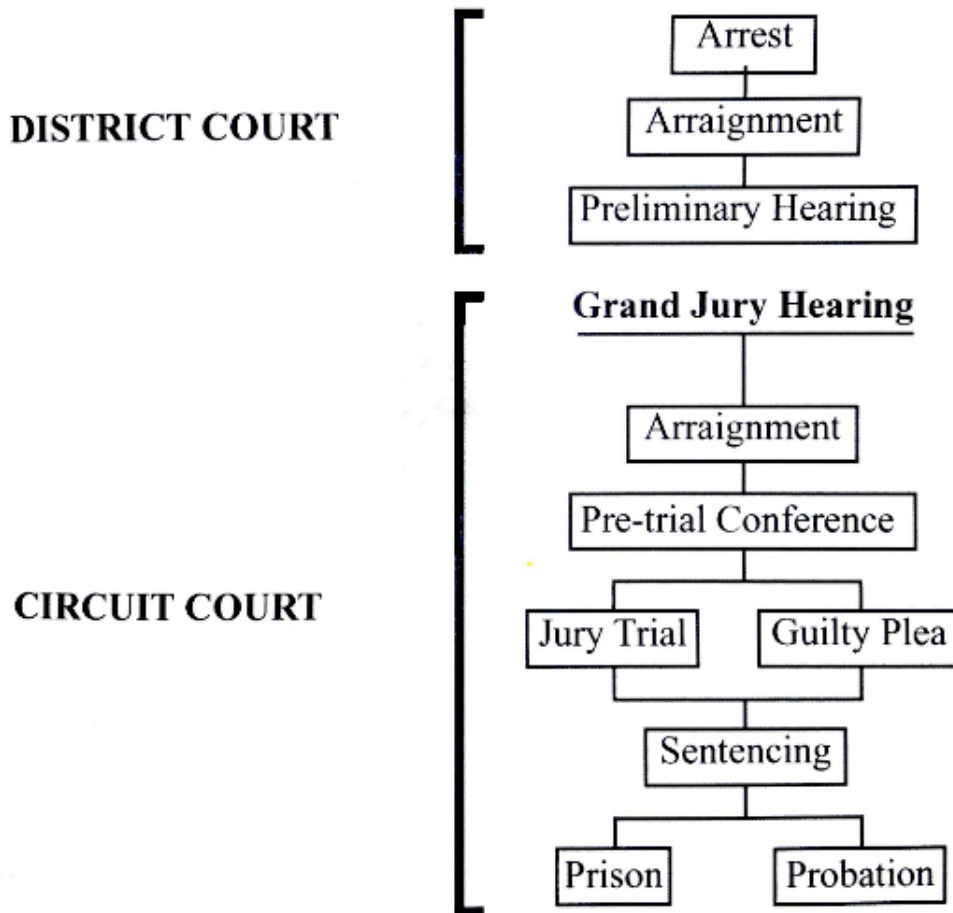 Arrest
DISTRICT COURT
Arraignment
Preliminary Hearing
Grand Jury Hearing
Arraignment
Pre-trial Conference
CIRCUIT COURT
Jury Trial
Guilty Plea
Sentencing
Prison
Probation